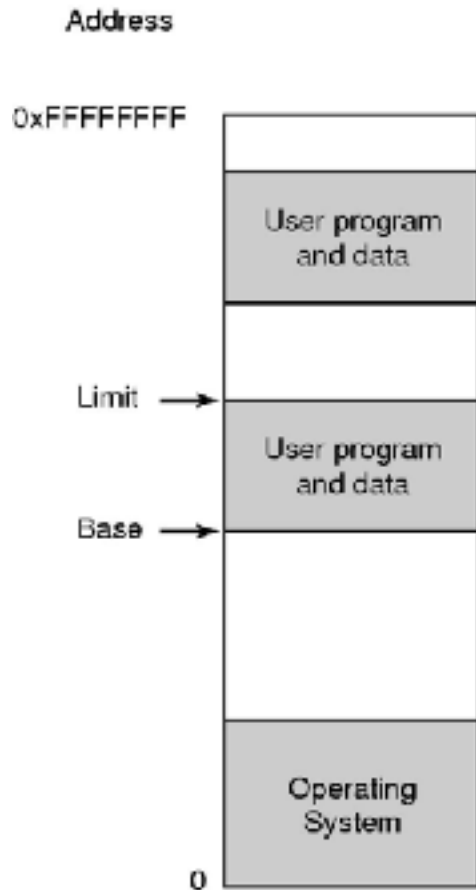 Address
0xFFFFFFFF
User program
and data
Limit
User program
and data
Base
Operating
System
0